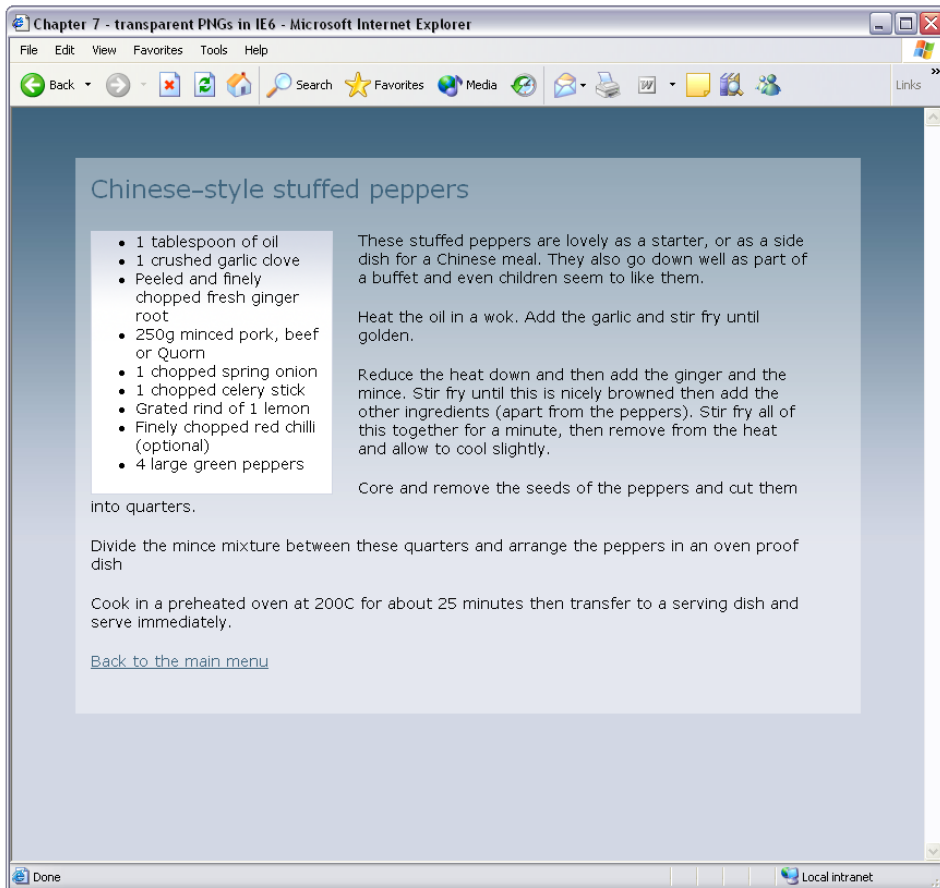 Chapter 7 - transparent PNGs in IE6 - Microsoft Internet Explorer
File Edit View Favorites Tools Help
Back Search Favorites Media W Links »
Chinese–style stuffed peppers
• 1 tablespoon of oil
• 1 crushed garlic clove
• Peeled and finely
chopped fresh ginger
root
• 250g minced pork, beef
or Quorn
• 1 chopped spring onion
• 1 chopped celery stick
• Grated rind of 1 lemon
• Finely chopped red chilli
(optional)
• 4 large green peppers
These stuffed peppers are lovely as a starter, or as a side
dish for a Chinese meal. They also go down well as part of
a buffet and even children seem to like them.
Heat the oil in a wok. Add the garlic and stir fry until
golden.
Reduce the heat down and then add the ginger and the
mince. Stir fry until this is nicely browned then add the
other ingredients (apart from the peppers). Stir fry all of
this together for a minute, then remove from the heat
and allow to cool slightly.
Core and remove the seeds of the peppers and cut them
into quarters.
Divide the mince mixture between these quarters and arrange the peppers in an oven proof
dish
Cook in a preheated oven at 200C for about 25 minutes then transfer to a serving dish and
serve immediately.
Back to the main menu
Done Local intranet